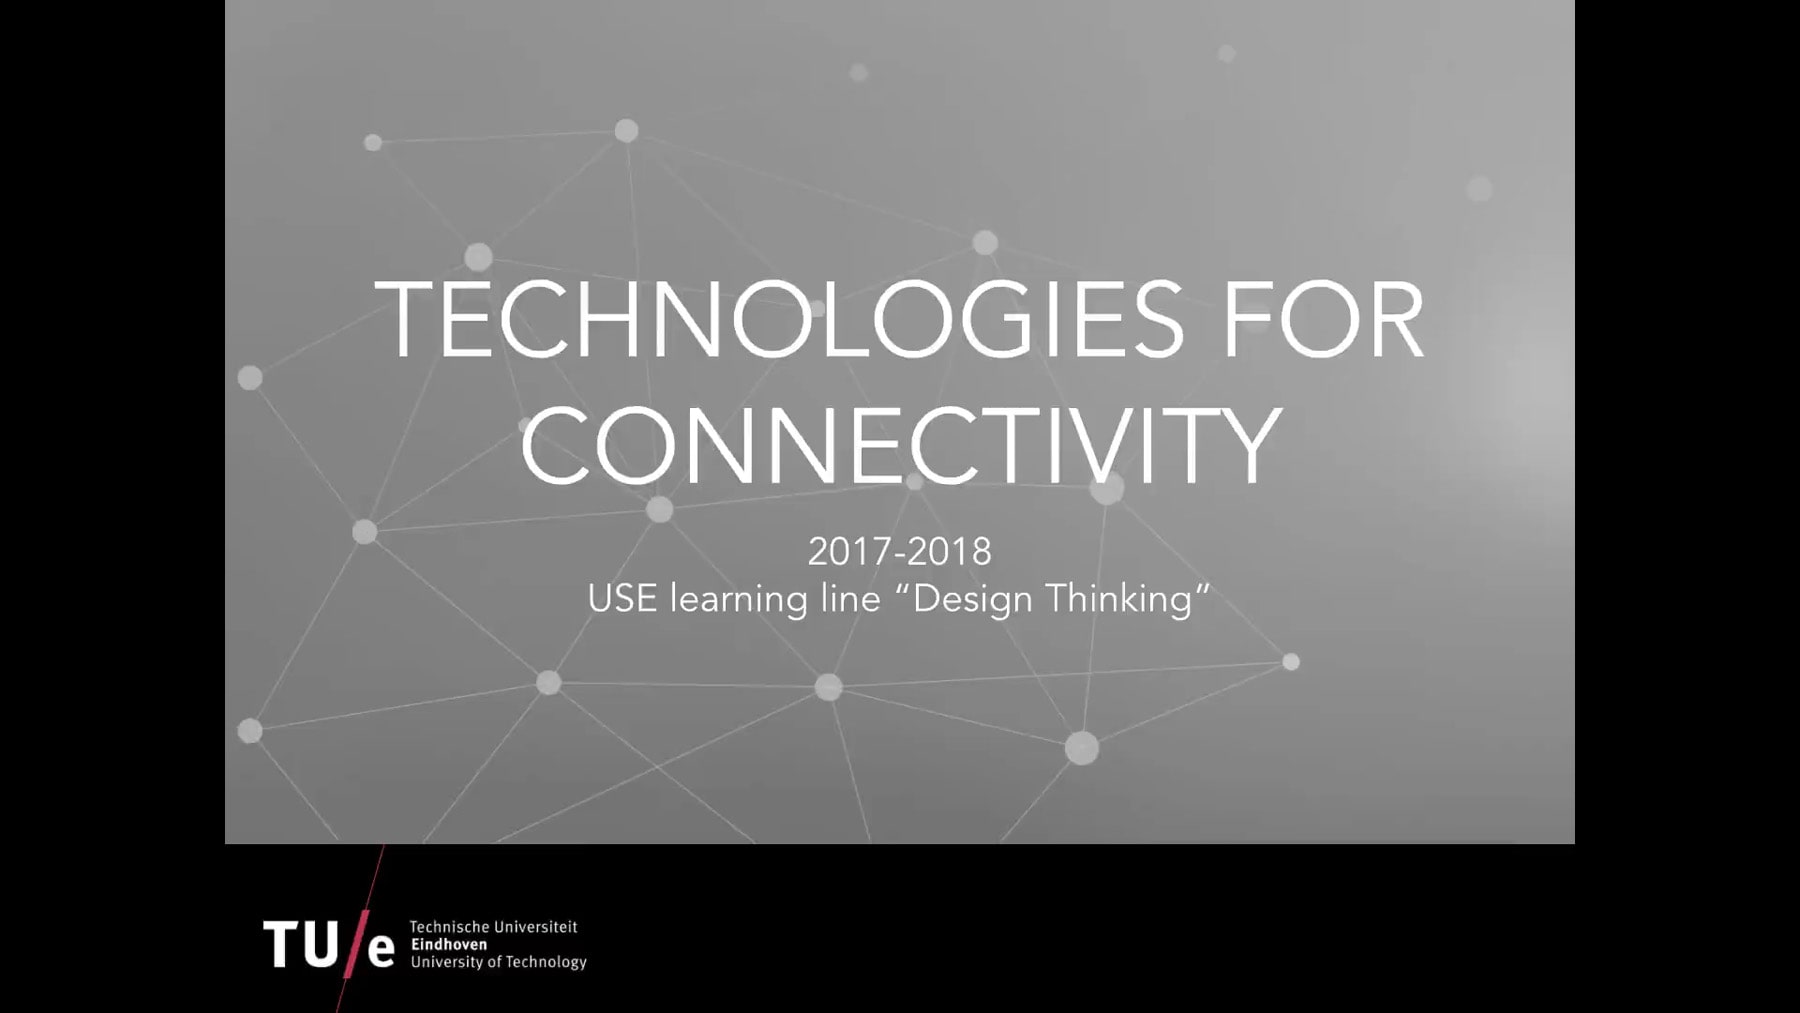 TECHNOLOGIES FOR
CONNECTIVITY
2017-2018
USE learning line “Design Thinking”
TU/e
Technische Universiteit
Eindhoven
University of Technology